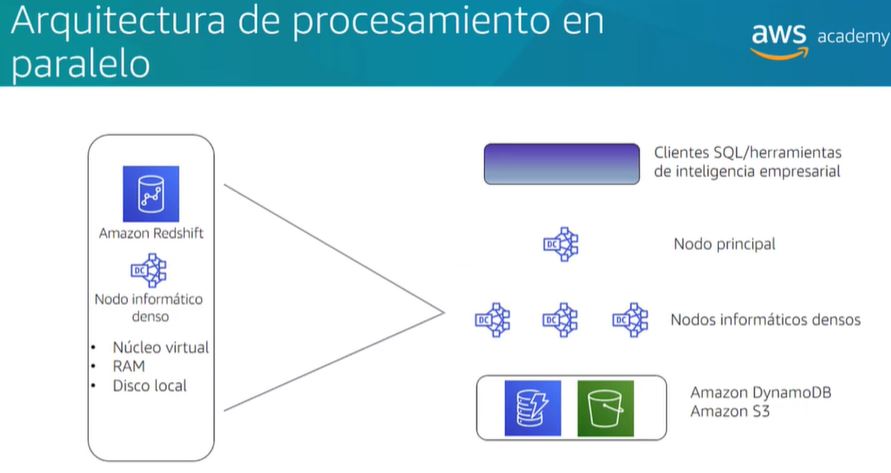 Arquitectura de procesamiento en
paralelo
aws academy
Amazon Redshift
DC
Nodo informático
denso
• Núcleo virtual
• RAM
• Disco local
Clientes SQL/herramientas
de inteligencia empresarial
DC
Nodo principal
DC DC DC
Nodos informáticos densos
Amazon DynamoDB
Amazon S3